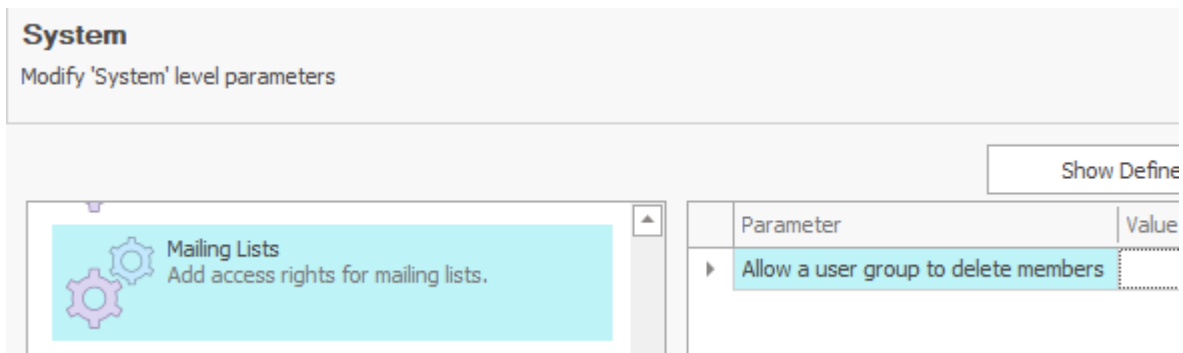 System
Modify 'System' level parameters
Show Define
Mailing Lists
Add access rights for mailing lists.
Parameter Value
Allow a user group to delete members